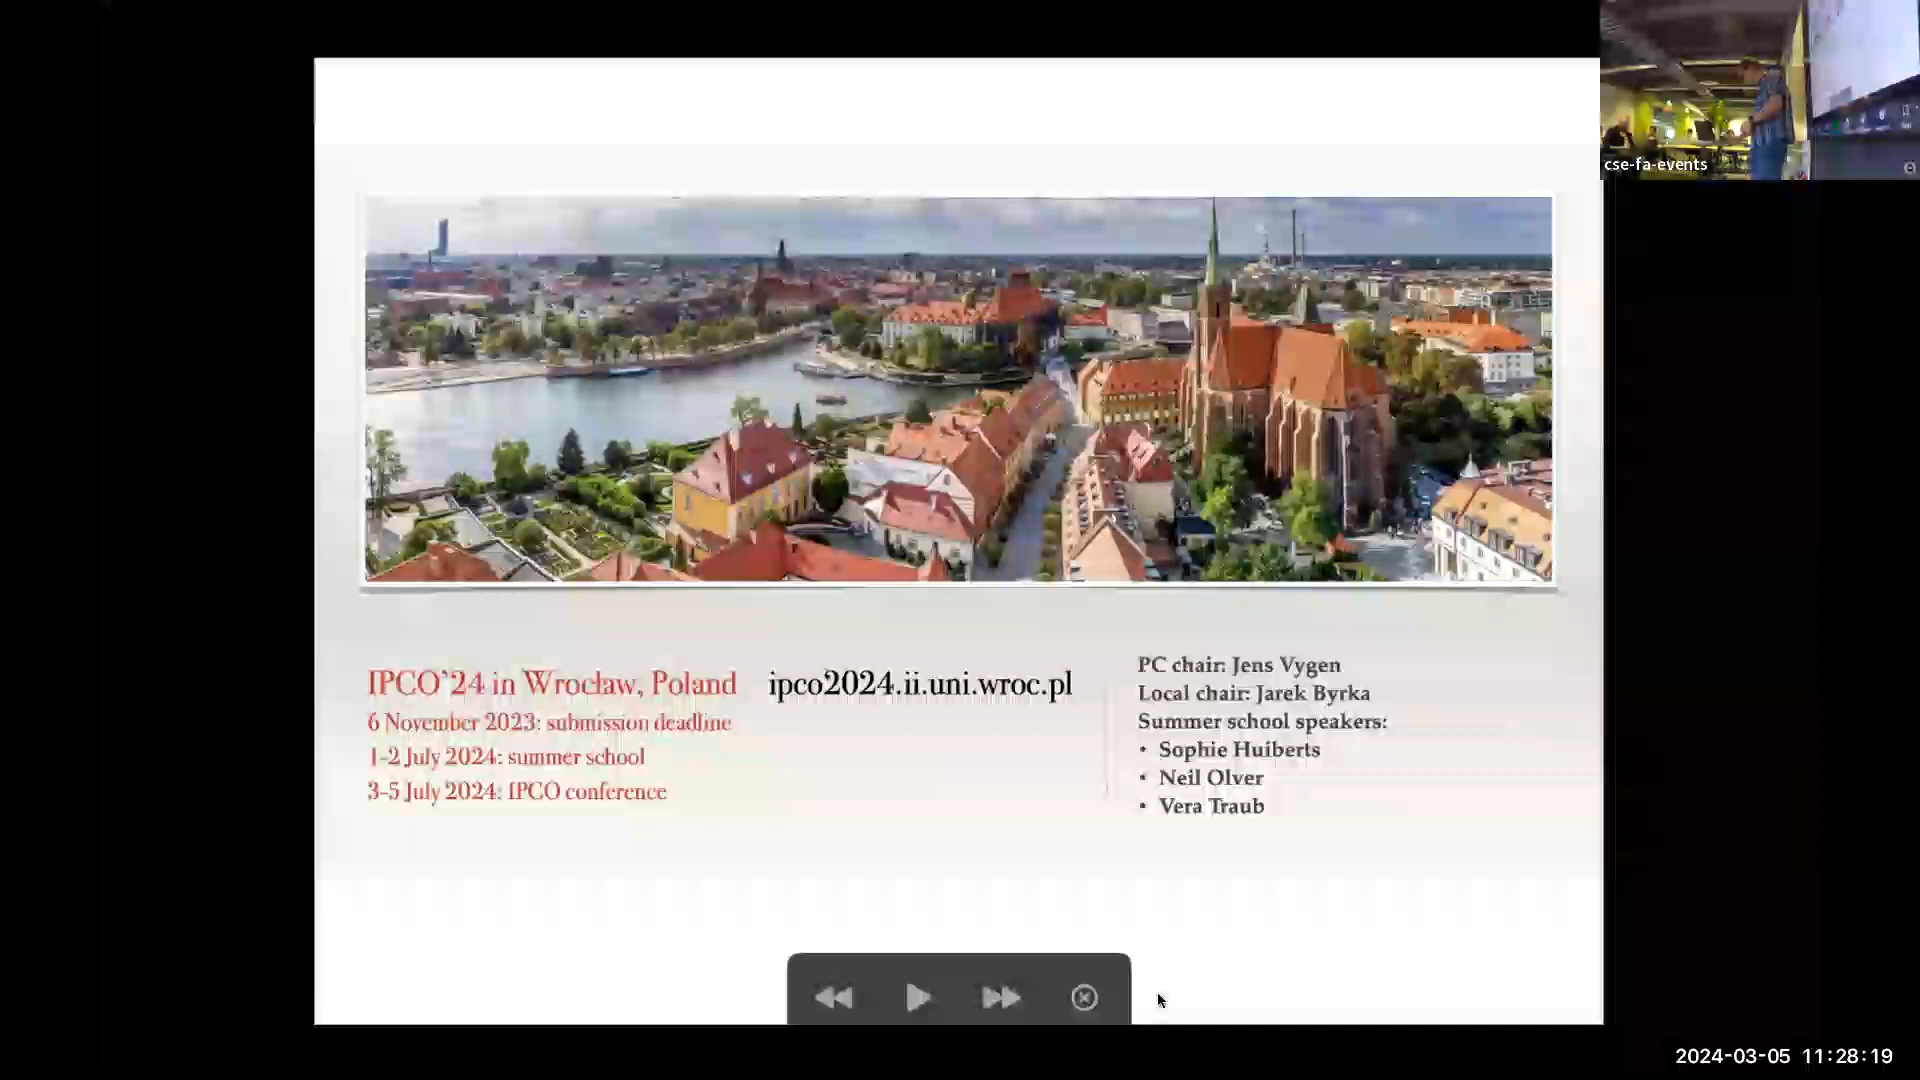 cse-fa-events
IPCO'24 in Wrocław, Poland
ipco2024.ii.uni.wroc.pl
6 November 2023: submission deadline
1-2 July 2024: summer school
3-5 July 2024: IPCO conference
PC chair: Jens Vygen
Local chair: Jarek Byrka
Summer school speakers:
• Sophie Huiberts
• Neil Olver
• Vera Traub
2024-03-05 11:28:19